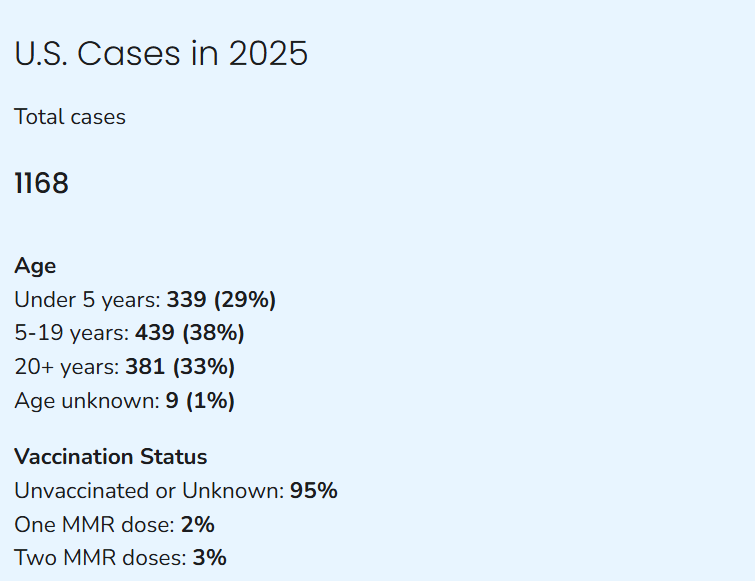 U.S. Cases in 2025
Total cases
1168
Age
Under 5 years: 339 (29%)
5-19 years: 439 (38%)
20+ years: 381 (33%)
Age unknown: 9 (1%)
Vaccination Status
Unvaccinated or Unknown: 95%
One MMR dose: 2%
Two MMR doses: 3%